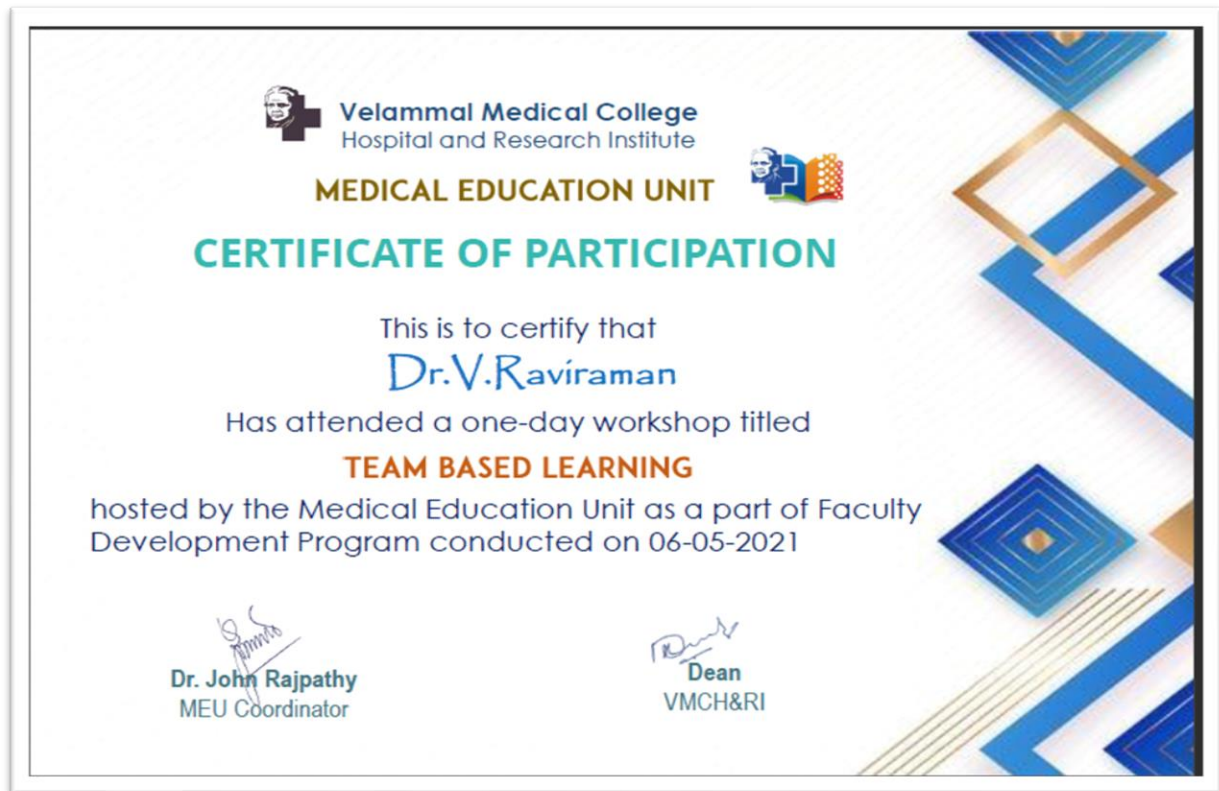 Velammal Medical College
Hospital and Research Institute
MEDICAL EDUCATION UNIT
CERTIFICATE OF PARTICIPATION
This is to certify that
Dr.V.Raviraman
Has attended a one-day workshop titled
TEAM BASED LEARNING
hosted by the Medical Education Unit as a part of Faculty
Development Program conducted on 06-05-2021
Dr. John Rajpathy
MEU Coordinator
Dean
VMCH&RI